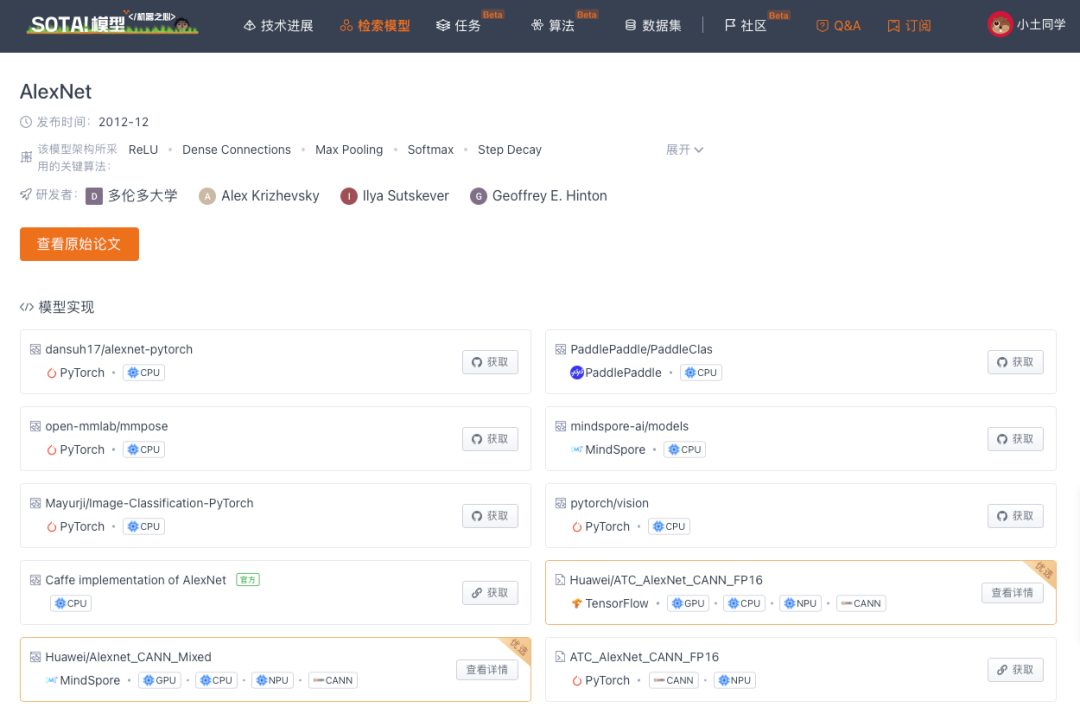 SOTA!模型 </机器之心>
技术进展
检索模型
任务 Beta
算法 Beta
数据集
社区 Beta
Q&A
订阅
小土同学
AlexNet
发布时间： 2012-12
该模型架构所采用的关键算法：
ReLU • Dense Connections • Max Pooling • Softmax • Step Decay
展开
研发者： D 多伦多大学 A Alex Krizhevsky I Ilya Sutskever G Geoffrey E. Hinton
查看原始论文
</> 模型实现
dansuh17/alexnet-pytorch
PyTorch • CPU
获取
PaddlePaddle/PaddleClas
PaddlePaddle • CPU
获取
open-mmlab/mmpose
PyTorch • CPU
获取
mindspore-ai/models
MindSpore • CPU
获取
Mayurji/Image-Classification-PyTorch
PyTorch • CPU
获取
pytorch/vision
PyTorch • CPU
获取
Caffe implementation of AlexNet 官方
CPU
获取
Huawei/ATC_AlexNet_CANN_FP16
优选
TensorFlow • GPU • CPU • NPU • CANN
查看详情
Huawei/Alexnet_CANN_Mixed
优选
MindSpore • GPU • CPU • NPU • CANN
查看详情
ATC_AlexNet_CANN_FP16
PyTorch • CANN • NPU
获取